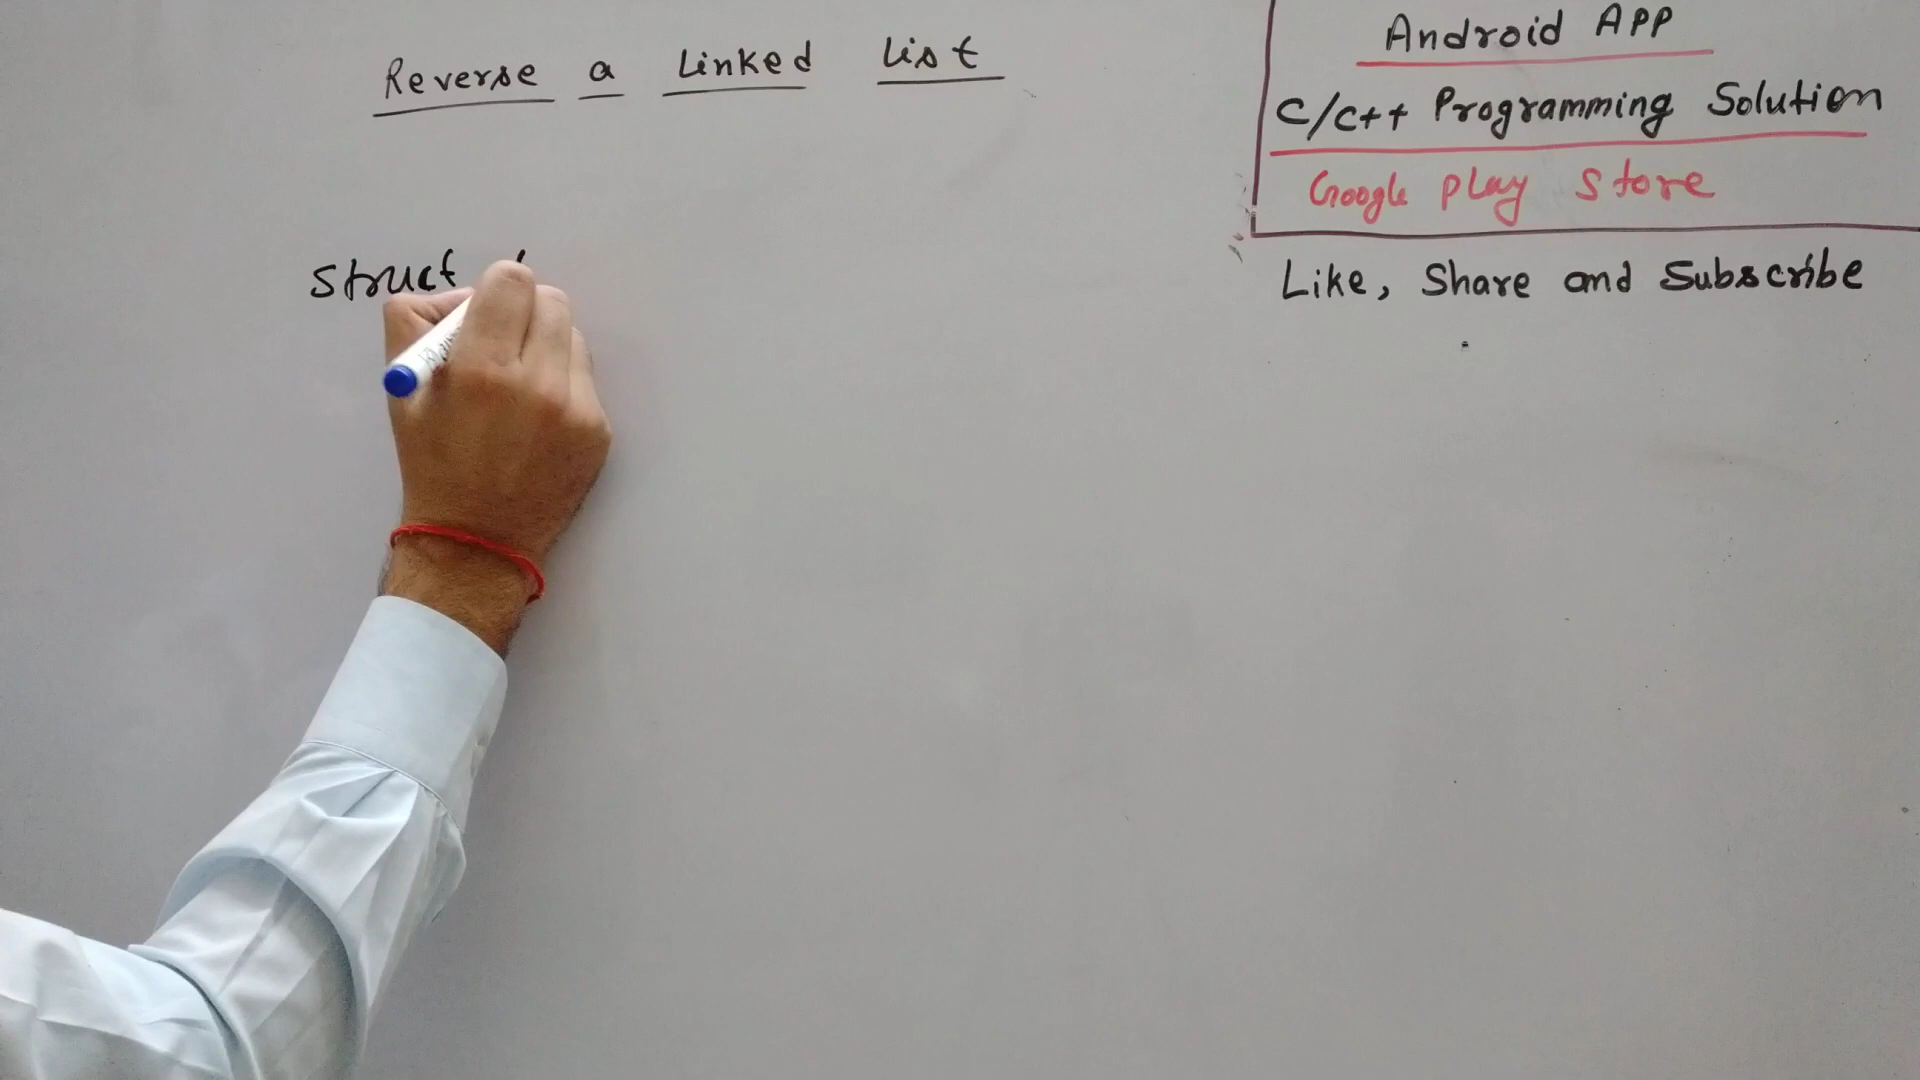 Reverse a Linked List
Android APP
C/C++ Programming Solution
Google Play Store
Like, Share and Subscribe
struct